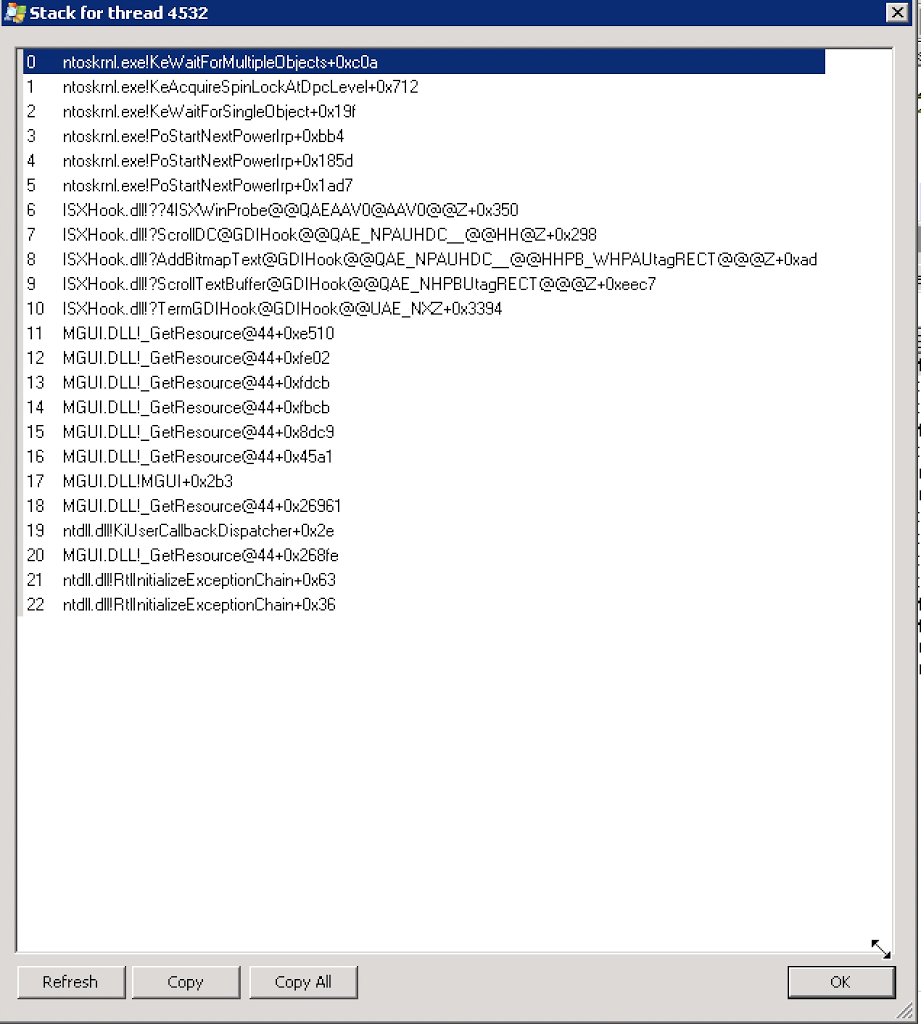 Stack for thread 4532
0 ntoskrnl.exe!KeWaitForMultipleObjects+0xc0a
1 ntoskrnl.exe!KeAcquireSpinLockAtDpcLevel+0x712
2 ntoskrnl.exe!KeWaitForSingleObject+0x19f
3 ntoskrnl.exe!PoStartNextPowerIrp+0xbb4
4 ntoskrnl.exe!PoStartNextPowerIrp+0x185d
5 ntoskrnl.exe!PoStartNextPowerIrp+0x1ad7
6 ISXHook.dll!??4ISXWinProbe@@QAEAAV0@AAV0@@Z+0x350
7 ISXHook.dll!?ScrollDC@GDIHook@@QAE_NPAUHDC__@@HH@Z+0x298
8 ISXHook.dll!?AddBitmapText@GDIHook@@QAE_NPAUHDC__@@HHPB_WHPAUtagRECT@@@Z+0xad
9 ISXHook.dll!?ScrollTextBuffer@GDIHook@@QAE_NHPBUtagRECT@@@Z+0xeec7
10 ISXHook.dll!?TermGDIHook@GDIHook@@UAE_NXZ+0x3394
11 MGUI.DLL!_GetResource@44+0xe510
12 MGUI.DLL!_GetResource@44+0xfe02
13 MGUI.DLL!_GetResource@44+0xfdcb
14 MGUI.DLL!_GetResource@44+0xfbcb
15 MGUI.DLL!_GetResource@44+0x8dc9
16 MGUI.DLL!_GetResource@44+0x45a1
17 MGUI.DLL!MGUI+0x2b3
18 MGUI.DLL!_GetResource@44+0x26961
19 ntdll.dll!KiUserCallbackDispatcher+0x2e
20 MGUI.DLL!_GetResource@44+0x268fe
21 ntdll.dll!RtlInitializeExceptionChain+0x63
22 ntdll.dll!RtlInitializeExceptionChain+0x36
Refresh Copy Copy All OK